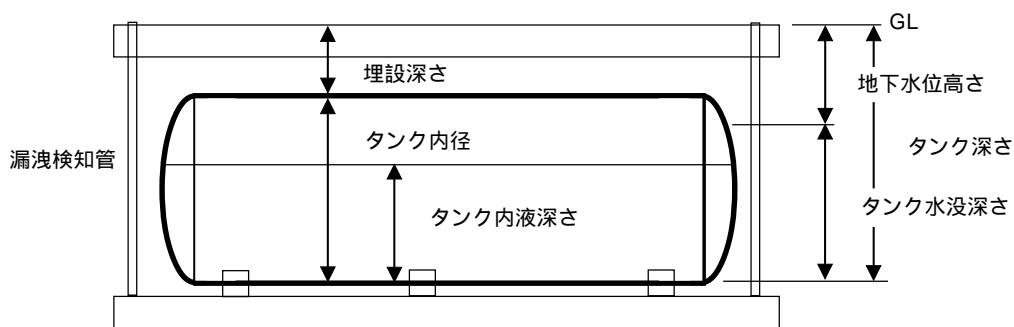 GL
埋設深さ
地下水位高さ
タンク内径
タンク深さ
漏洩検知管
タンク内液深さ
タンク水没深さ